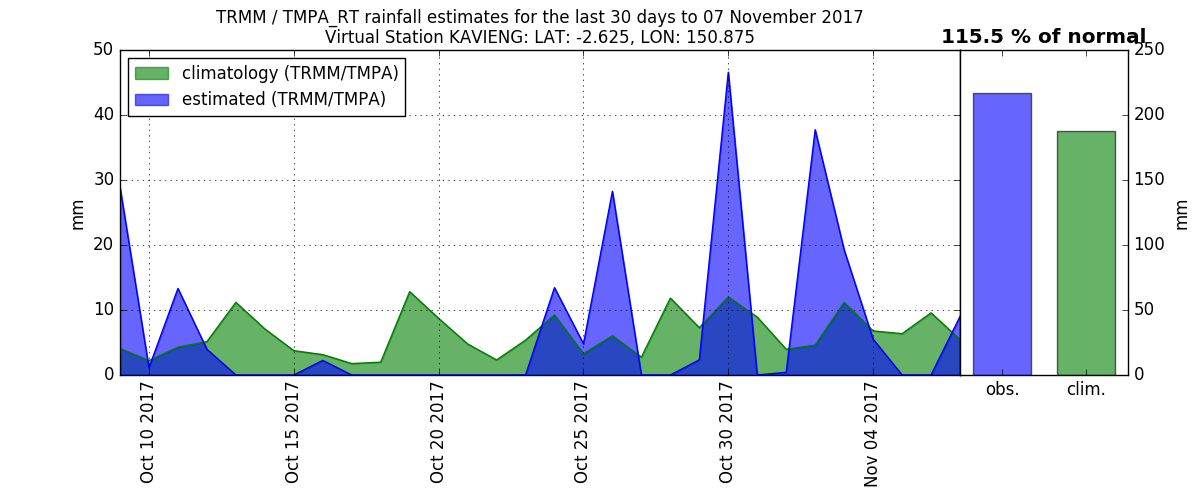 TRMM / TMPA_RT rainfall estimates for the last 30 days to 07 November 2017
Virtual Station KAVIENG: LAT: -2.625, LON: 150.875
115.5 % of normal
climatology (TRMM/TMPA)
estimated (TRMM/TMPA)
50
40
30
20
10
0
mm
Oct 10 2017
Oct 15 2017
Oct 20 2017
Oct 25 2017
Oct 30 2017
Nov 04 2017
obs.
clim.
250
200
150
100
50
0
mm